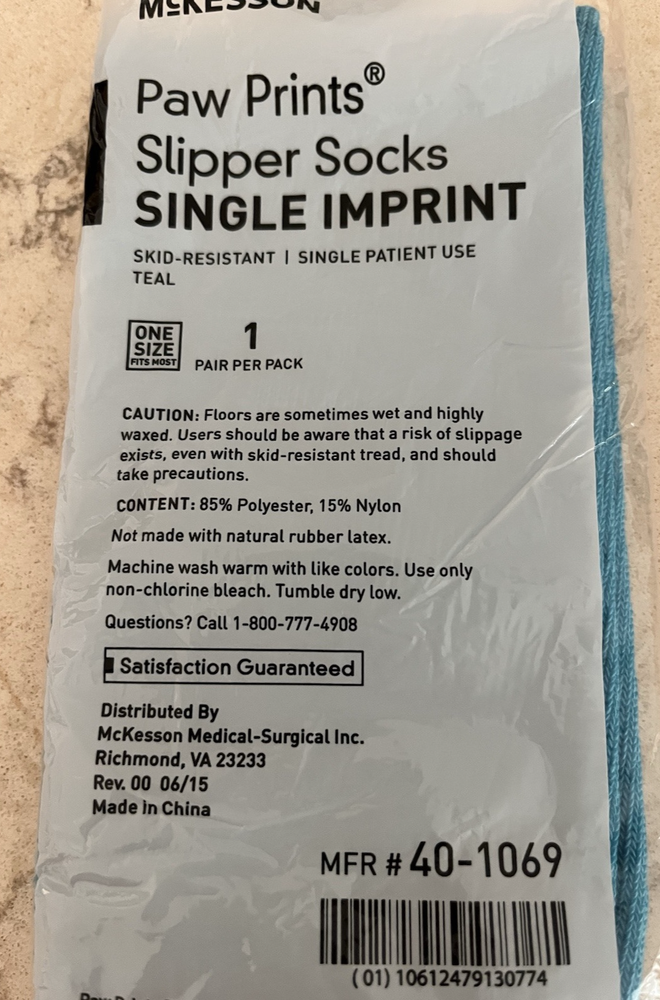 McKESSON
Paw Prints®
Slipper Socks
SINGLE IMPRINT
SKID-RESISTANT | SINGLE PATIENT USE
TEAL
ONE
SIZE
FITS MOST
1
PAIR PER PACK
CAUTION: Floors are sometimes wet and highly
waxed. Users should be aware that a risk of slippage
exists, even with skid-resistant tread, and should
take precautions.
CONTENT: 85% Polyester, 15% Nylon
Not made with natural rubber latex.
Machine wash warm with like colors. Use only
non-chlorine bleach. Tumble dry low.
Questions? Call 1-800-777-4908
Satisfaction Guaranteed
Distributed By
McKesson Medical-Surgical Inc.
Richmond, VA 23233
Rev. 00 06/15
Made in China
MFR # 40-1069
(01) 10612479130774